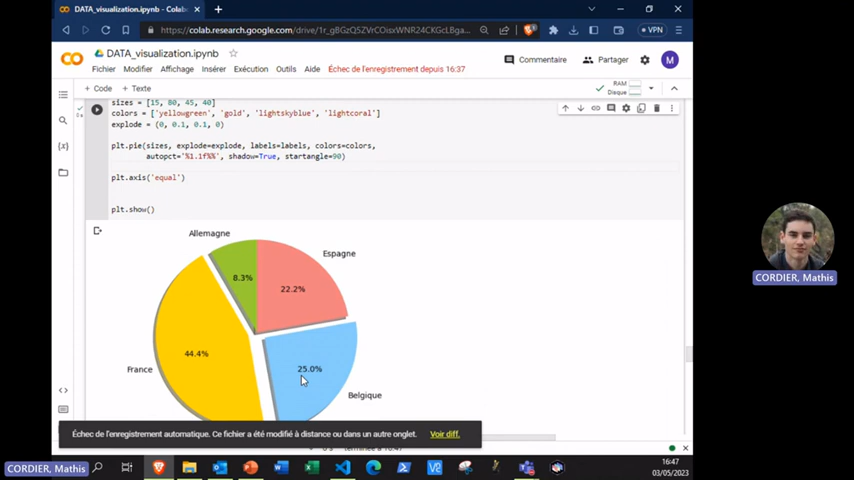 DATA_visualization.ipynb - Colab
https://colab.research.google.com/drive/1r_gBGzQ5ZVrCOisxWNR24CKGcLBga...
VPN
DATA_visualization.ipynb
Commentaire
Partager
M
Fichier Modifier Affichage Insérer Exécution Outils Aide Échec de l'enregistrement depuis 16:37
+ Code + Texte
RAM
Disque
sizes = [15, 80, 45, 40]
colors = ['yellowgreen', 'gold', 'lightskyblue', 'lightcoral']
explode = (0, 0.1, 0.1, 0)
plt.pie(sizes, explode=explode, labels=labels, colors=colors,
autopct='%1.1f%%', shadow=True, startangle=90)
plt.axis('equal')
plt.show()
Allemagne
Espagne
8.3%
22.2%
44.4%
25.0%
France
Belgique
Échec de l'enregistrement automatique. Ce fichier a été modifié à distance ou dans un autre onglet. Voir diff.
CORDIER, Mathis
CORDIER, Mathis
16:47
03/05/2023